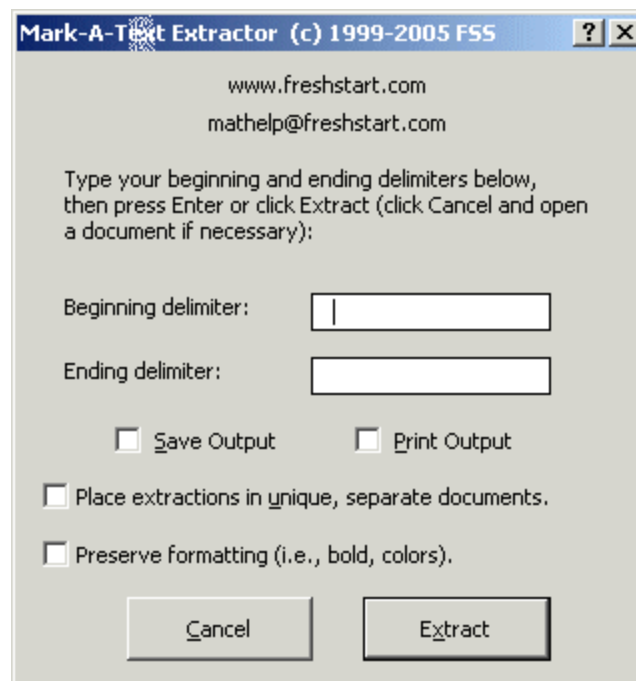 Mark-A-Text Extractor (c) 1999-2005 FSS
www.freshstart.com
mathelp@freshstart.com
Type your beginning and ending delimiters below,
then press Enter or click Extract (click Cancel and open
a document if necessary):
Beginning delimiter:
Ending delimiter:
Save Output Print Output
Place extractions in unique, separate documents.
Preserve formatting (i.e., bold, colors).
Cancel Extract